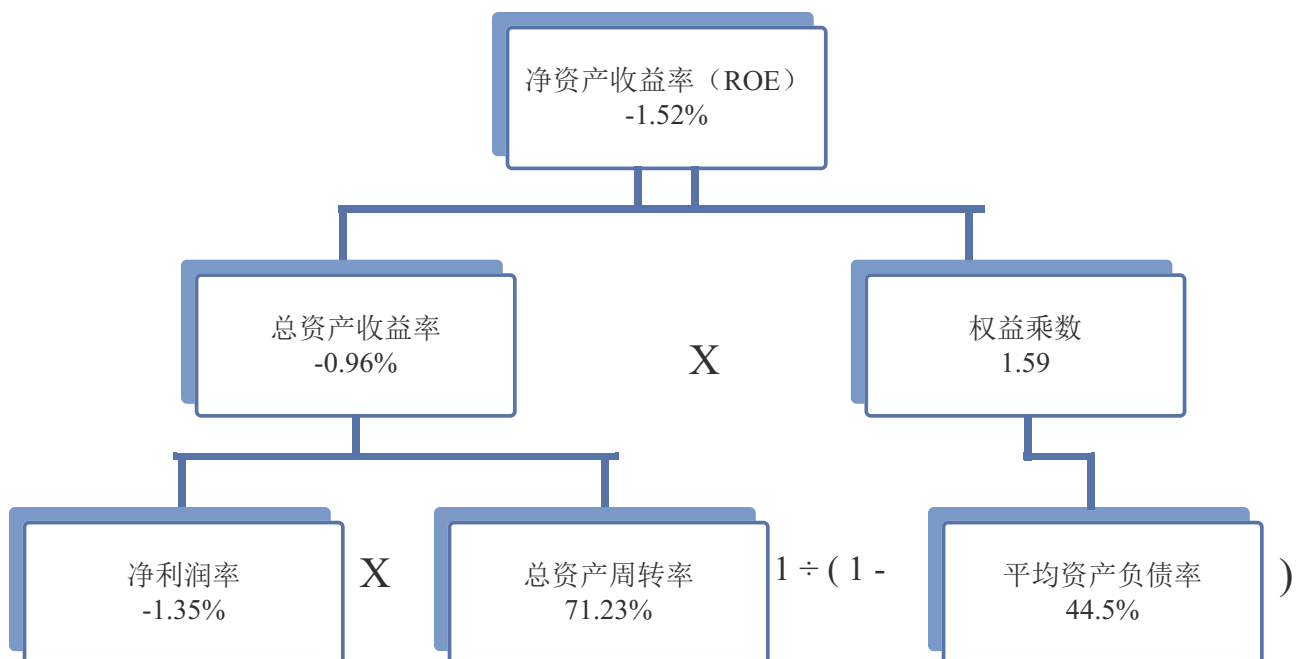 净资产收益率（ROE）
-1.52%
总资产收益率
-0.96%
X
权益乘数
1.59
净利润率
-1.35%
X
总资产周转率
71.23%
1 ÷ ( 1 -
平均资产负债率
44.5%
)